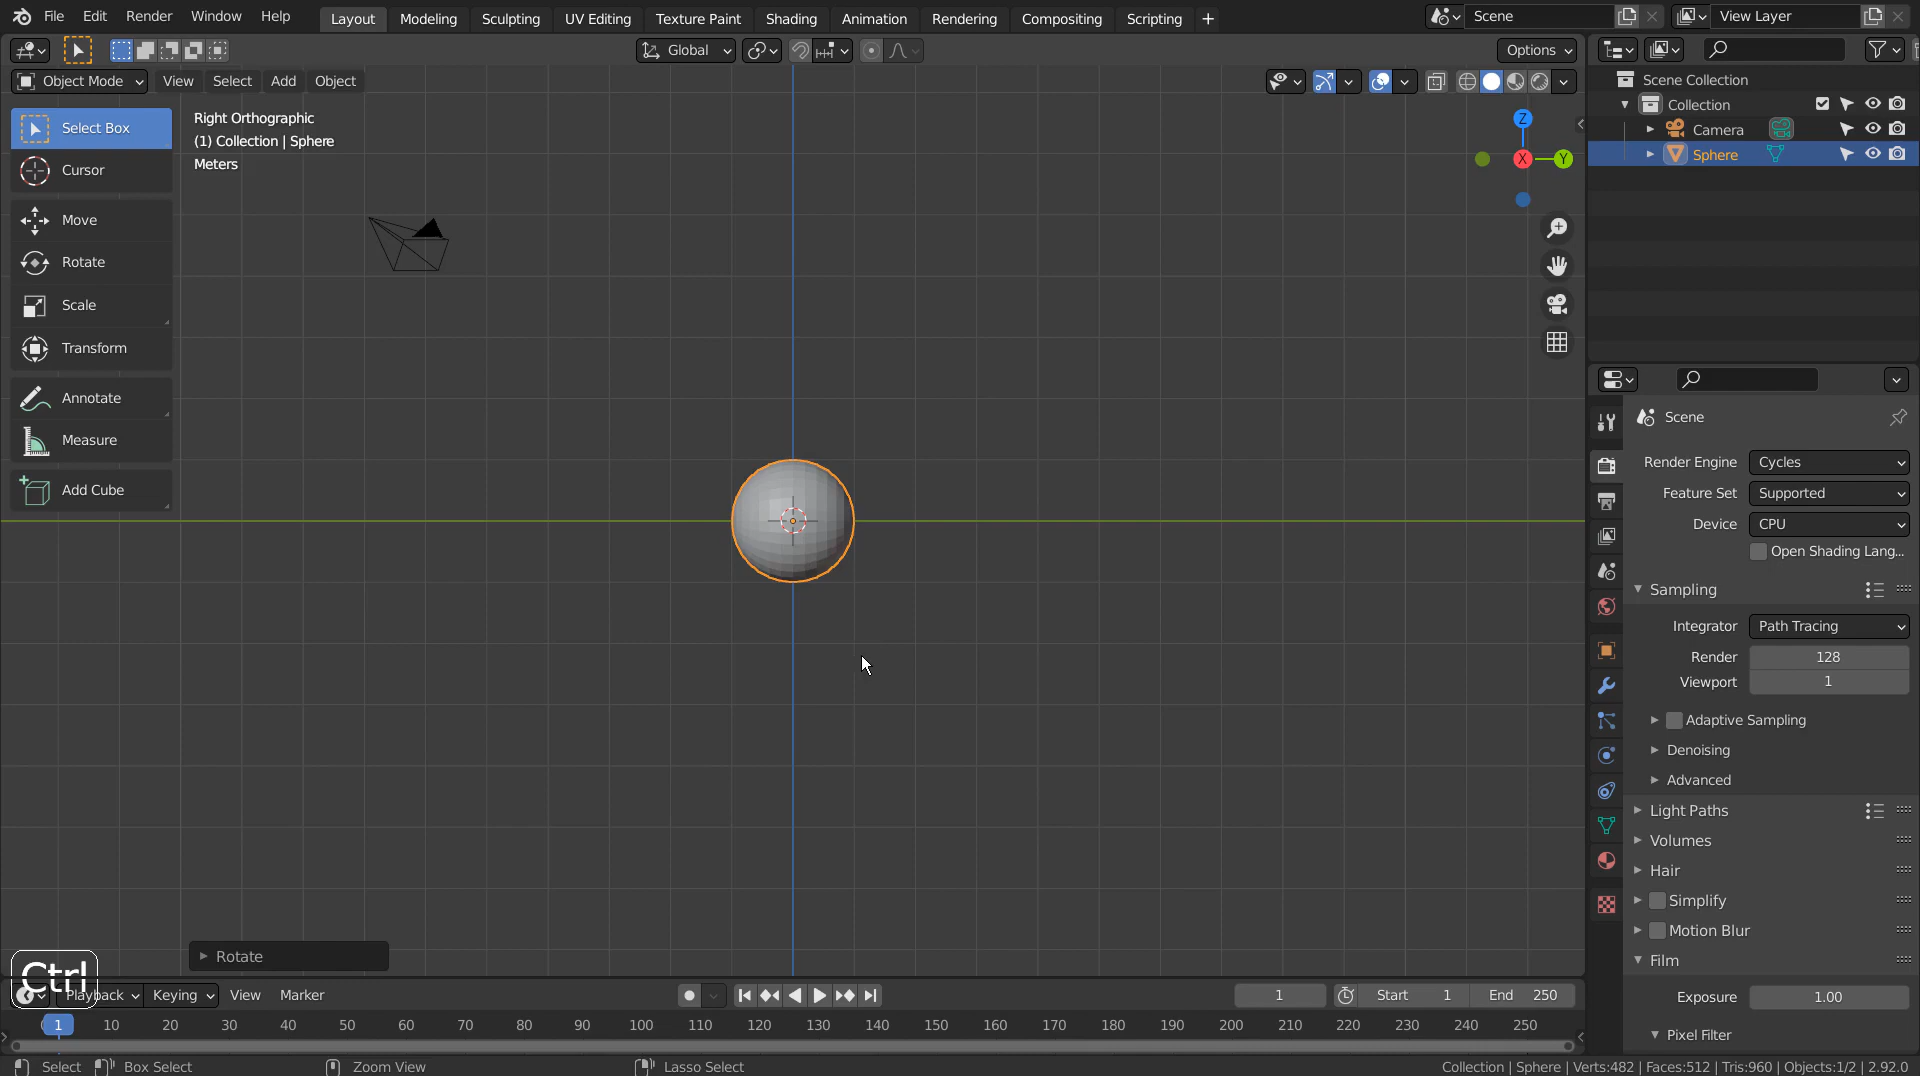 File Edit Render Window Help Layout Modeling Sculpting UV Editing Texture Paint Shading Animation Rendering Compositing Scripting + Scene View Layer
Global Options
Object Mode View Select Add Object
Select Box
Cursor
Move
Rotate
Scale
Transform
Annotate
Measure
Add Cube
Right Orthographic
(1) Collection | Sphere
Meters
Z
X
Y
Scene Collection
Collection
Camera
Sphere
Scene
Render Engine Cycles
Feature Set Supported
Device CPU
Open Shading Lang...
Sampling
Integrator Path Tracing
Render 128
Viewport 1
Adaptive Sampling
Denoising
Advanced
Light Paths
Volumes
Hair
Simplify
Motion Blur
Film
Exposure 1.00
Pixel Filter
Rotate
Ctrl
Playback Keying View Marker 1 Start 1 End 250
1 10 20 30 40 50 60 70 80 90 100 110 120 130 140 150 160 170 180 190 200 210 220 230 240 250
Select Box Select Zoom View Lasso Select Collection | Sphere | Verts:482 | Faces:512 | Tris:960 | Objects:1/2 | 2.92.0